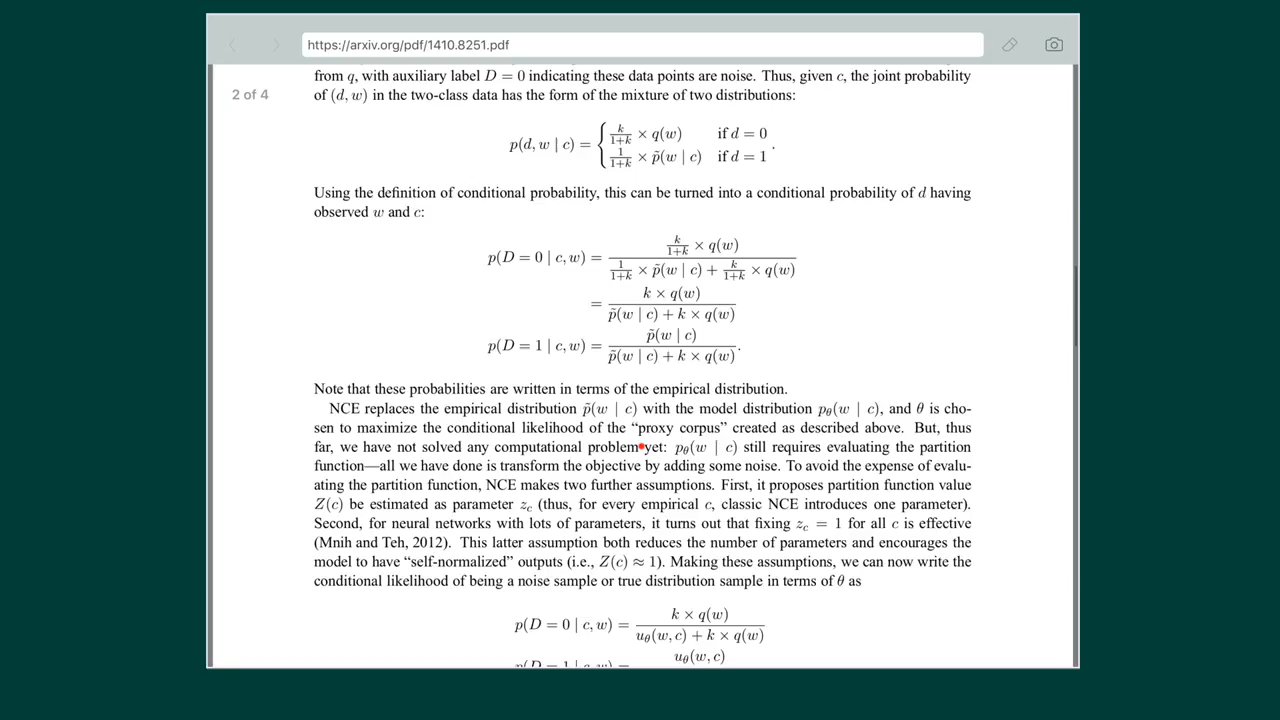 https://arxiv.org/pdf/1410.8251.pdf
2 of 4
from q, with auxiliary label D = 0 indicating these data points are noise. Thus, given c, the joint probability
of (d, w) in the two-class data has the form of the mixture of two distributions:
p(d, w | c) = { k/1+k × q(w) if d = 0
1/1+k × p̃(w | c) if d = 1 .
Using the definition of conditional probability, this can be turned into a conditional probability of d having
observed w and c:
p(D = 0 | c, w) = (k/1+k × q(w)) / (1/1+k × p̃(w | c) + k/1+k × q(w))
= (k × q(w)) / (p̃(w | c) + k × q(w))
p(D = 1 | c, w) = p̃(w | c) / (p̃(w | c) + k × q(w)) .
Note that these probabilities are written in terms of the empirical distribution.
NCE replaces the empirical distribution p̃(w | c) with the model distribution pθ(w | c), and θ is cho-
sen to maximize the conditional likelihood of the “proxy corpus” created as described above. But, thus
far, we have not solved any computational problem yet: pθ(w | c) still requires evaluating the partition
function—all we have done is transform the objective by adding some noise. To avoid the expense of evalu-
ating the partition function, NCE makes two further assumptions. First, it proposes partition function value
Z(c) be estimated as parameter zc (thus, for every empirical c, classic NCE introduces one parameter).
Second, for neural networks with lots of parameters, it turns out that fixing zc = 1 for all c is effective
(Mnih and Teh, 2012). This latter assumption both reduces the number of parameters and encourages the
model to have “self-normalized” outputs (i.e., Z(c) ≈ 1). Making these assumptions, we can now write the
conditional likelihood of being a noise sample or true distribution sample in terms of θ as
p(D = 0 | c, w) = (k × q(w)) / (uθ(w, c) + k × q(w))
p(D = 1 | c, w) = uθ(w, c)